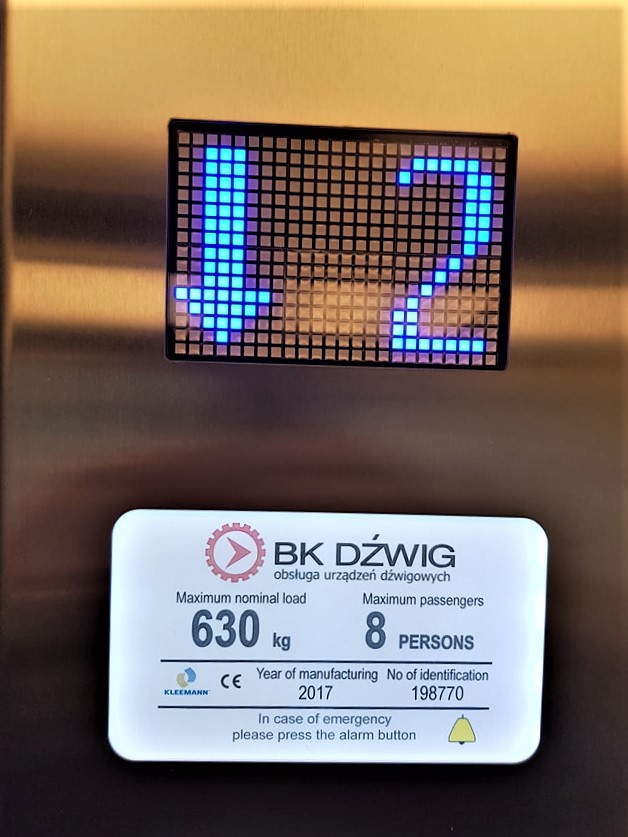 ↓ 2
BK DŹWIG
obsługa urządzeń dźwigowych
Maximum nominal load Maximum passengers
630 kg 8 PERSONS
KLEEMANN CE Year of manufacturing No of identification
2017 198770
In case of emergency
please press the alarm button